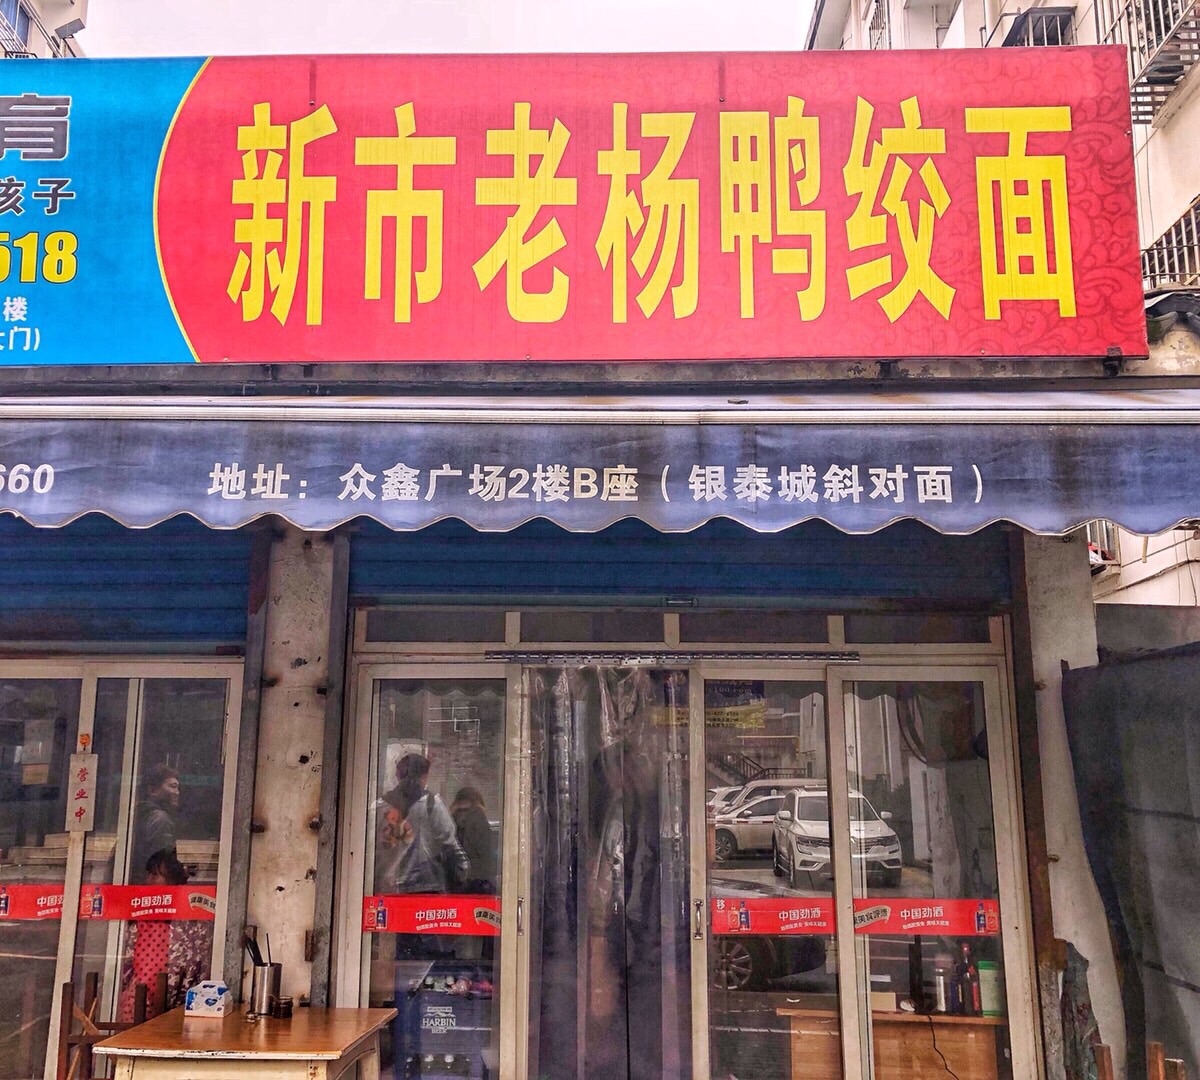 育
孩子
518
楼
大门)
新市老杨鸭绞面
660
地址：众鑫广场2楼B座（银泰城斜对面）
营业中
中国劲酒
中国劲酒
中国劲酒
中国劲酒
HARBIN
BEER